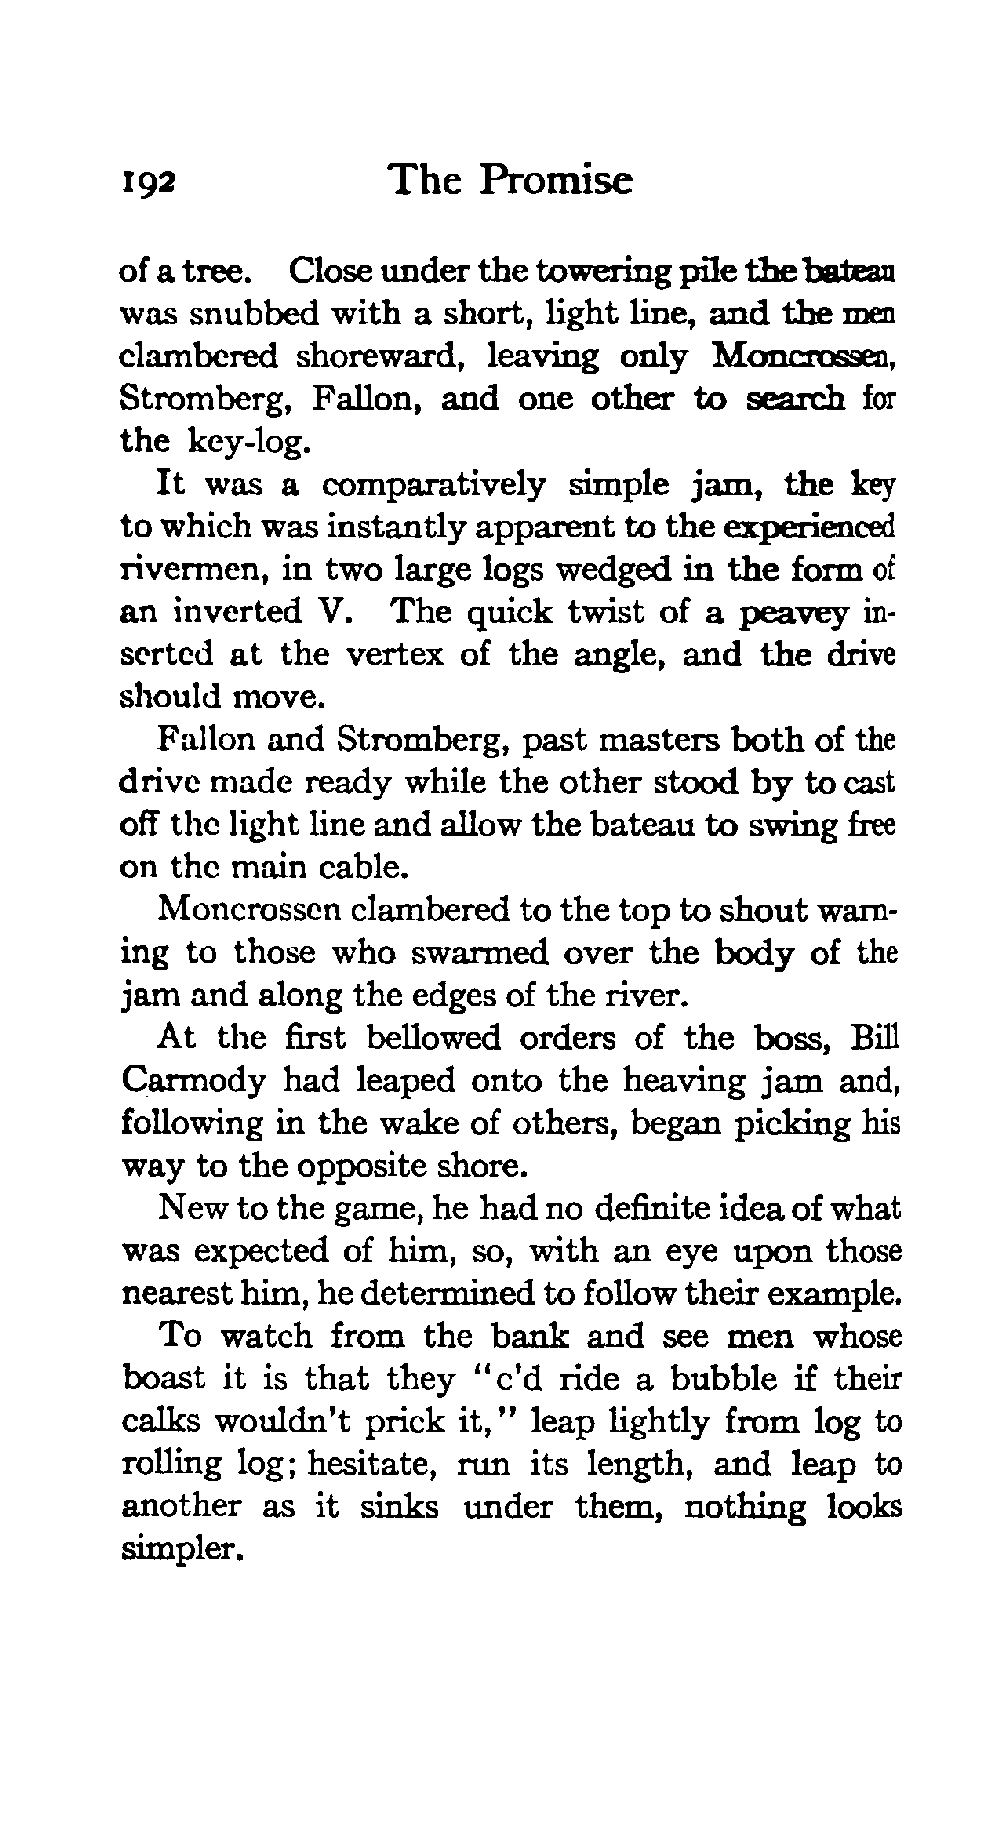 192 The Promise
of a tree. Close under the towering pile the bateau
was snubbed with a short, light line, and the men
clambered shoreward, leaving only Moncrossen,
Stromberg, Fallon, and one other to search for
the key-log.
It was a comparatively simple jam, the key
to which was instantly apparent to the experienced
rivermen, in two large logs wedged in the form of
an inverted V. The quick twist of a peavey in-
serted at the vertex of the angle, and the drive
should move.
Fallon and Stromberg, past masters both of the
drive made ready while the other stood by to cast
off the light line and allow the bateau to swing free
on the main cable.
Moncrossen clambered to the top to shout warn-
ing to those who swarmed over the body of the
jam and along the edges of the river.
At the first bellowed orders of the boss, Bill
Carmody had leaped onto the heaving jam and,
following in the wake of others, began picking his
way to the opposite shore.
New to the game, he had no definite idea of what
was expected of him, so, with an eye upon those
nearest him, he determined to follow their example.
To watch from the bank and see men whose
boast it is that they "c'd ride a bubble if their
calks wouldn't prick it," leap lightly from log to
rolling log; hesitate, run its length, and leap to
another as it sinks under them, nothing looks
simpler.